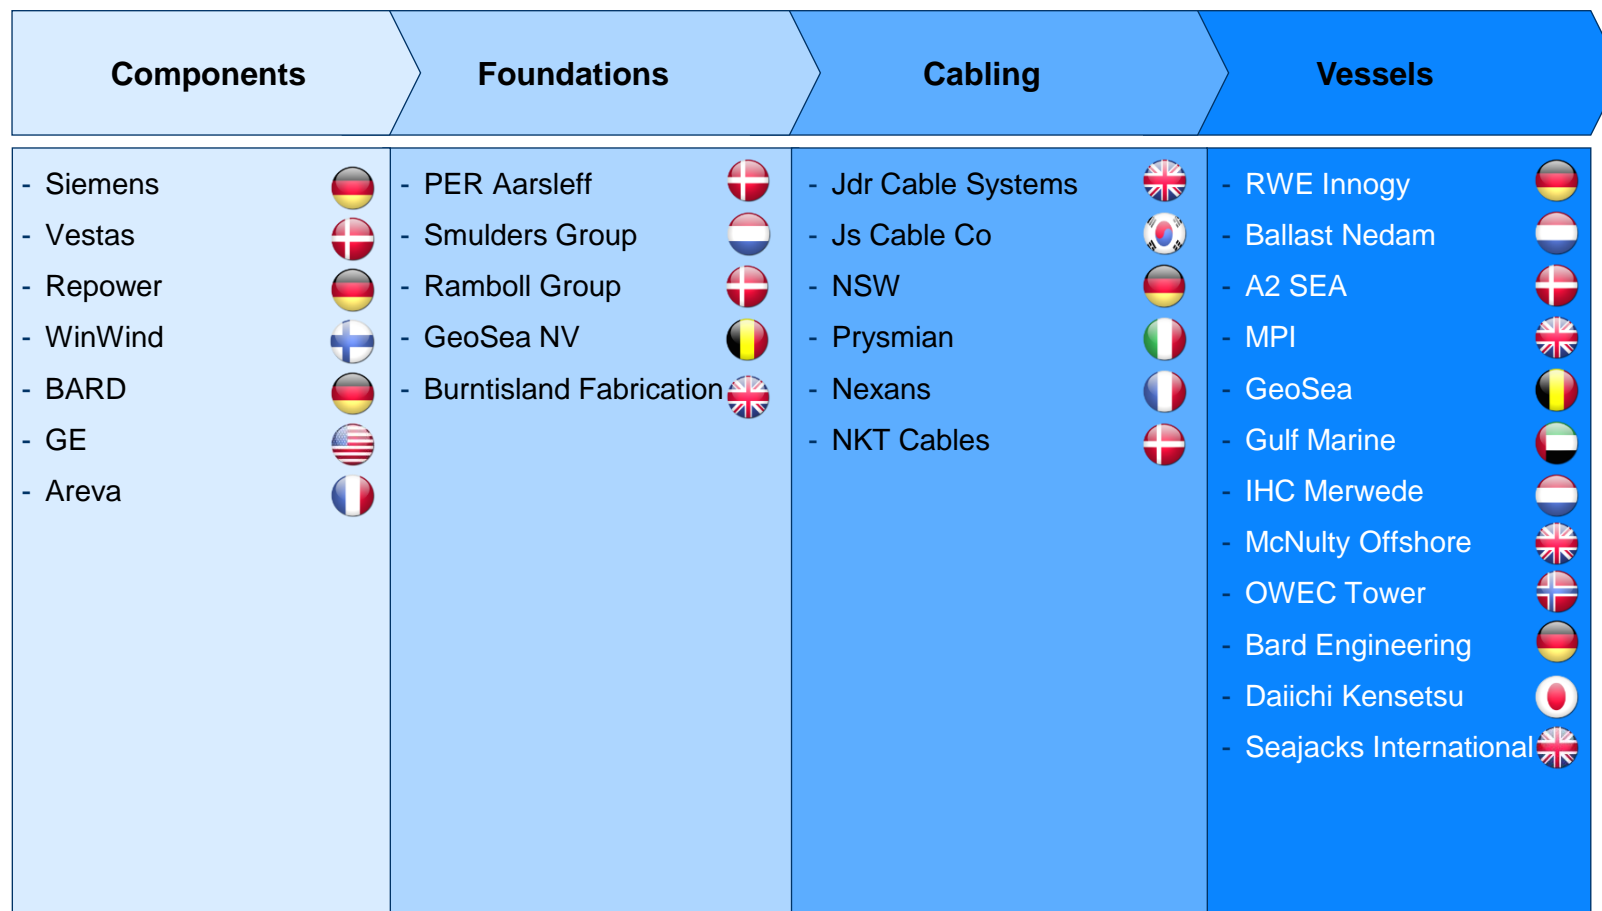 Components
Foundations
Cabling
Vessels
- Siemens
- Vestas
- Repower
- WinWind
- BARD
- GE
- Areva
- PER Aarsleff
- Smulders Group
- Ramboll Group
- GeoSea NV
- Burntisland Fabrication
- Jdr Cable Systems
- Js Cable Co
- NSW
- Prysmian
- Nexans
- NKT Cables
- RWE Innogy
- Ballast Nedam
- A2 SEA
- MPI
- GeoSea
- Gulf Marine
- IHC Merwede
- McNulty Offshore
- OWEC Tower
- Bard Engineering
- Daiichi Kensetsu
- Seajacks International